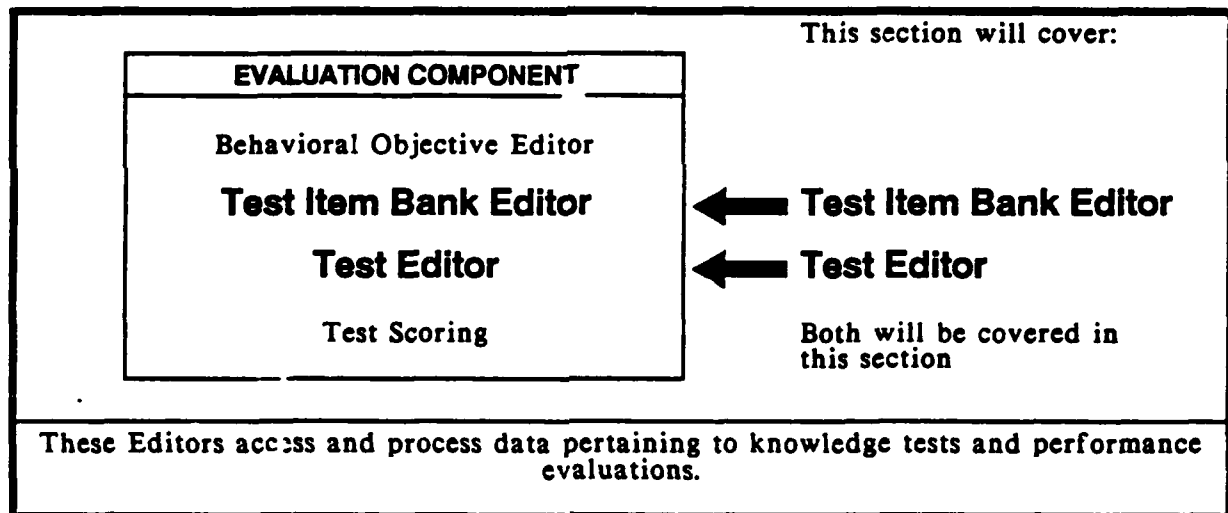 This section will cover:
EVALUATION COMPONENT
Behavioral Objective Editor
Test Item Bank Editor
Test Item Bank Editor
Test Editor
Test Editor
Test Scoring
Both will be covered in
this section
These Editors access and process data pertaining to knowledge tests and performance
evaluations.